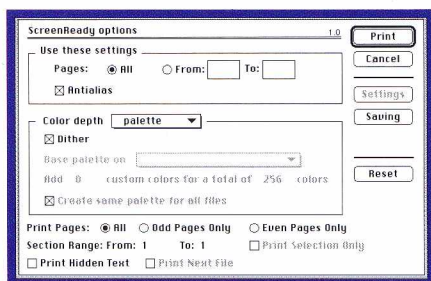 ScreenReady options 1.0
Print
Use these settings
Pages: All From: To:
Cancel
Antialias
Settings
Color depth palette
Saving
Dither
Base palette on
Add 0 custom colors for a total of 256 colors
Reset
Create same palette for all files
Print Pages: All Odd Pages Only Even Pages Only
Section Range: From: 1 To: 1 Print Selection Only
Print Hidden Text Print Next File